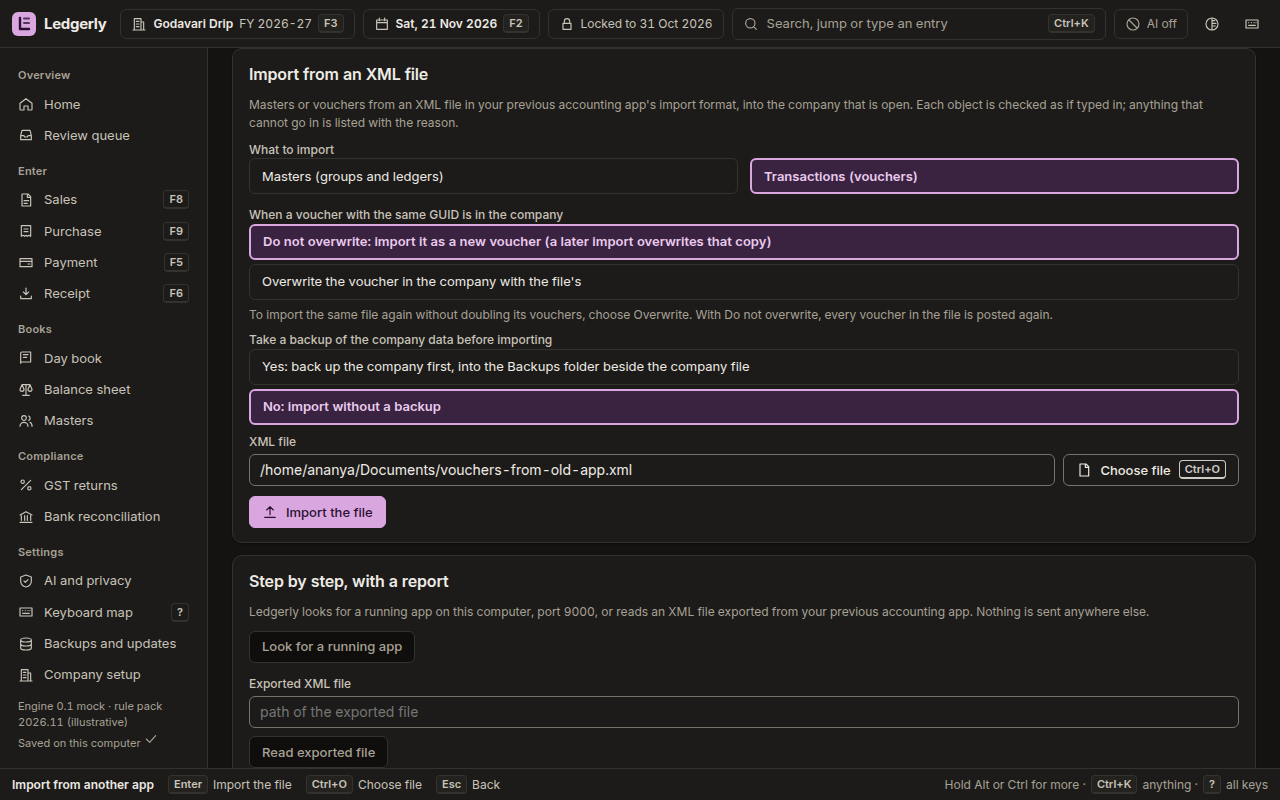 Ledgerly
Godavari Drip FY 2026-27 F3
Sat, 21 Nov 2026 F2
Locked to 31 Oct 2026
Search, jump or type an entry Ctrl+K
AI off
Overview
Home
Review queue
Enter
Sales F8
Purchase F9
Payment F5
Receipt F6
Books
Day book
Balance sheet
Masters
Compliance
GST returns
Bank reconciliation
Settings
AI and privacy
Keyboard map ?
Backups and updates
Company setup
Engine 0.1 mock · rule pack
2026.11 (illustrative)
Saved on this computer
Import from an XML file
Masters or vouchers from an XML file in your previous accounting app's import format, into the company that is open. Each object is checked as if typed in; anything that
cannot go in is listed with the reason.
What to import
Masters (groups and ledgers)
Transactions (vouchers)
When a voucher with the same GUID is in the company
Do not overwrite: import it as a new voucher (a later import overwrites that copy)
Overwrite the voucher in the company with the file's
To import the same file again without doubling its vouchers, choose Overwrite. With Do not overwrite, every voucher in the file is posted again.
Take a backup of the company data before importing
Yes: back up the company first, into the Backups folder beside the company file
No: import without a backup
XML file
/home/ananya/Documents/vouchers-from-old-app.xml
Choose file Ctrl+O
Import the file
Step by step, with a report
Ledgerly looks for a running app on this computer, port 9000, or reads an XML file exported from your previous accounting app. Nothing is sent anywhere else.
Look for a running app
Exported XML file
path of the exported file
Read exported file
Import from another app Enter Import the file Ctrl+O Choose file Esc Back
Hold Alt or Ctrl for more · Ctrl+K anything · ? all keys